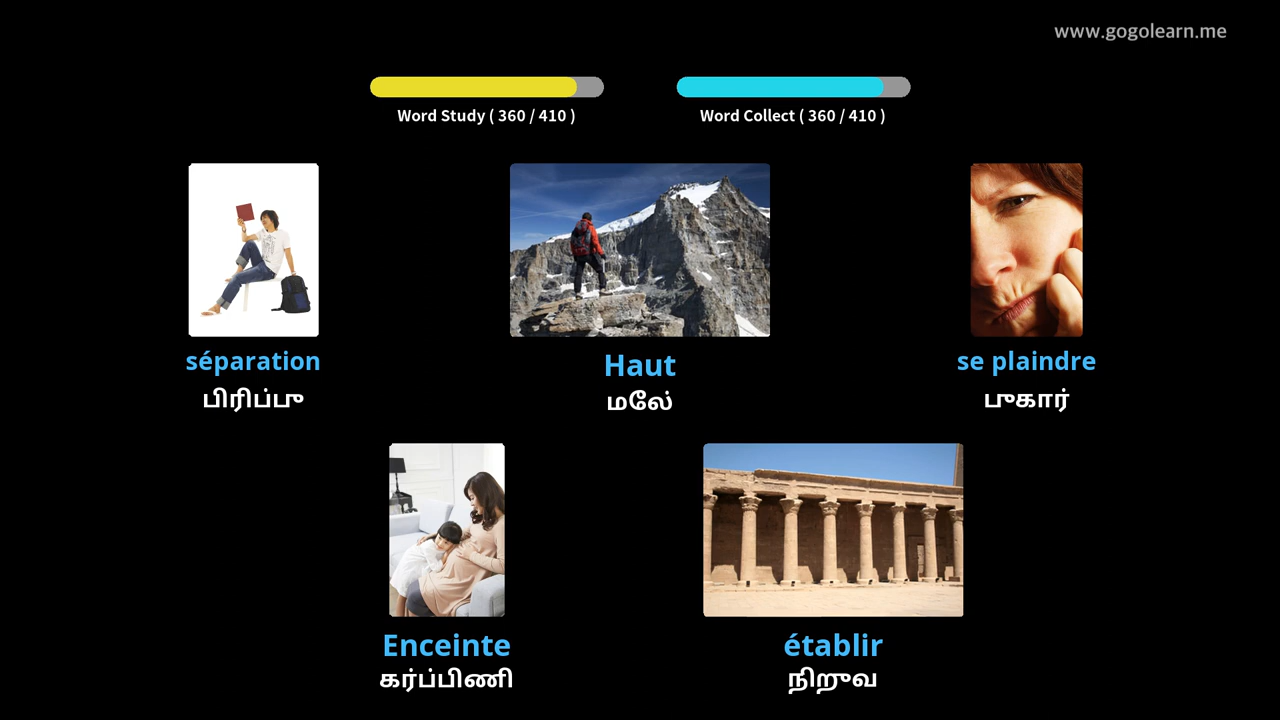 www.gogolearn.me
Word Study ( 360 / 410 )
Word Collect ( 360 / 410 )
séparation
பிரிப்பு
Haut
மலே்
se plaindre
புகார்
Enceinte
கர்ப்பிணி
établir
நிறுவ